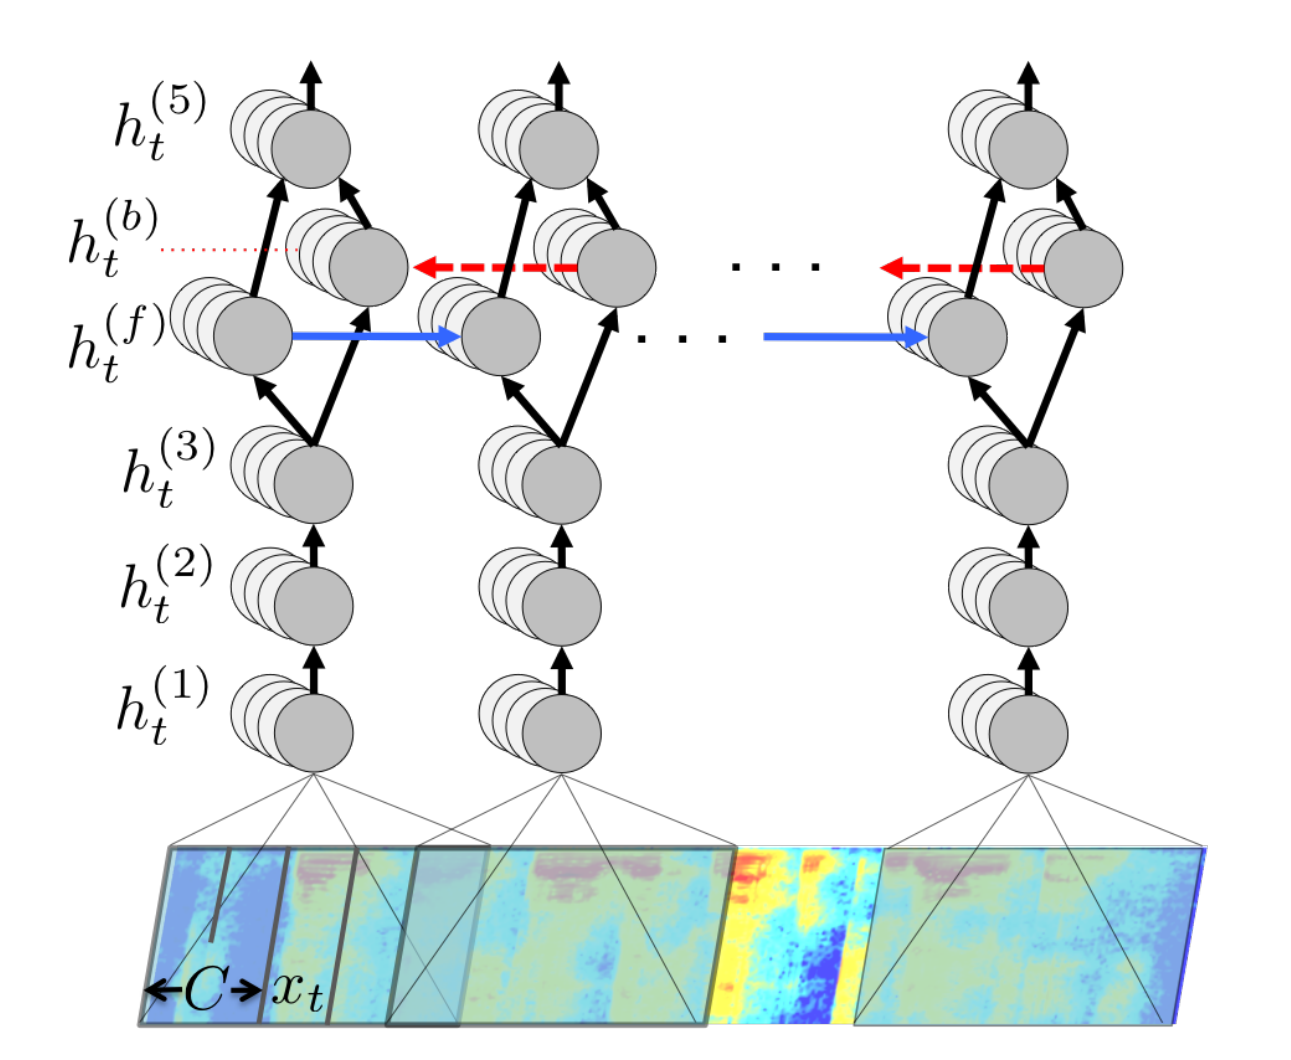 h_t^{(5)}
h_t^{(b)}
. . .
h_t^{(f)}
. . .
h_t^{(3)}
h_t^{(2)}
h_t^{(1)}
C x_t